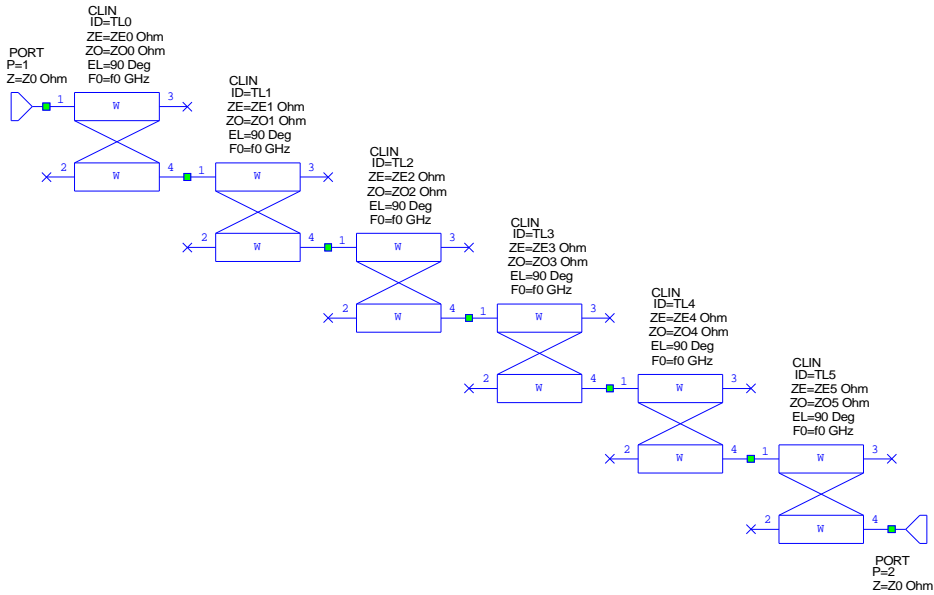 CLIN
ID=TL0
ZE=ZE0 Ohm
ZO=ZO0 Ohm
EL=90 Deg
F0=f0 GHz
PORT
P=1
Z=Z0 Ohm
1
W
3
2
W
4
CLIN
ID=TL1
ZE=ZE1 Ohm
ZO=ZO1 Ohm
EL=90 Deg
F0=f0 GHz
1
W
3
2
W
4
CLIN
ID=TL2
ZE=ZE2 Ohm
ZO=ZO2 Ohm
EL=90 Deg
F0=f0 GHz
1
W
3
2
W
4
CLIN
ID=TL3
ZE=ZE3 Ohm
ZO=ZO3 Ohm
EL=90 Deg
F0=f0 GHz
1
W
3
2
W
4
CLIN
ID=TL4
ZE=ZE4 Ohm
ZO=ZO4 Ohm
EL=90 Deg
F0=f0 GHz
1
W
3
2
W
4
CLIN
ID=TL5
ZE=ZE5 Ohm
ZO=ZO5 Ohm
EL=90 Deg
F0=f0 GHz
1
W
3
2
W
4
PORT
P=2
Z=Z0 Ohm